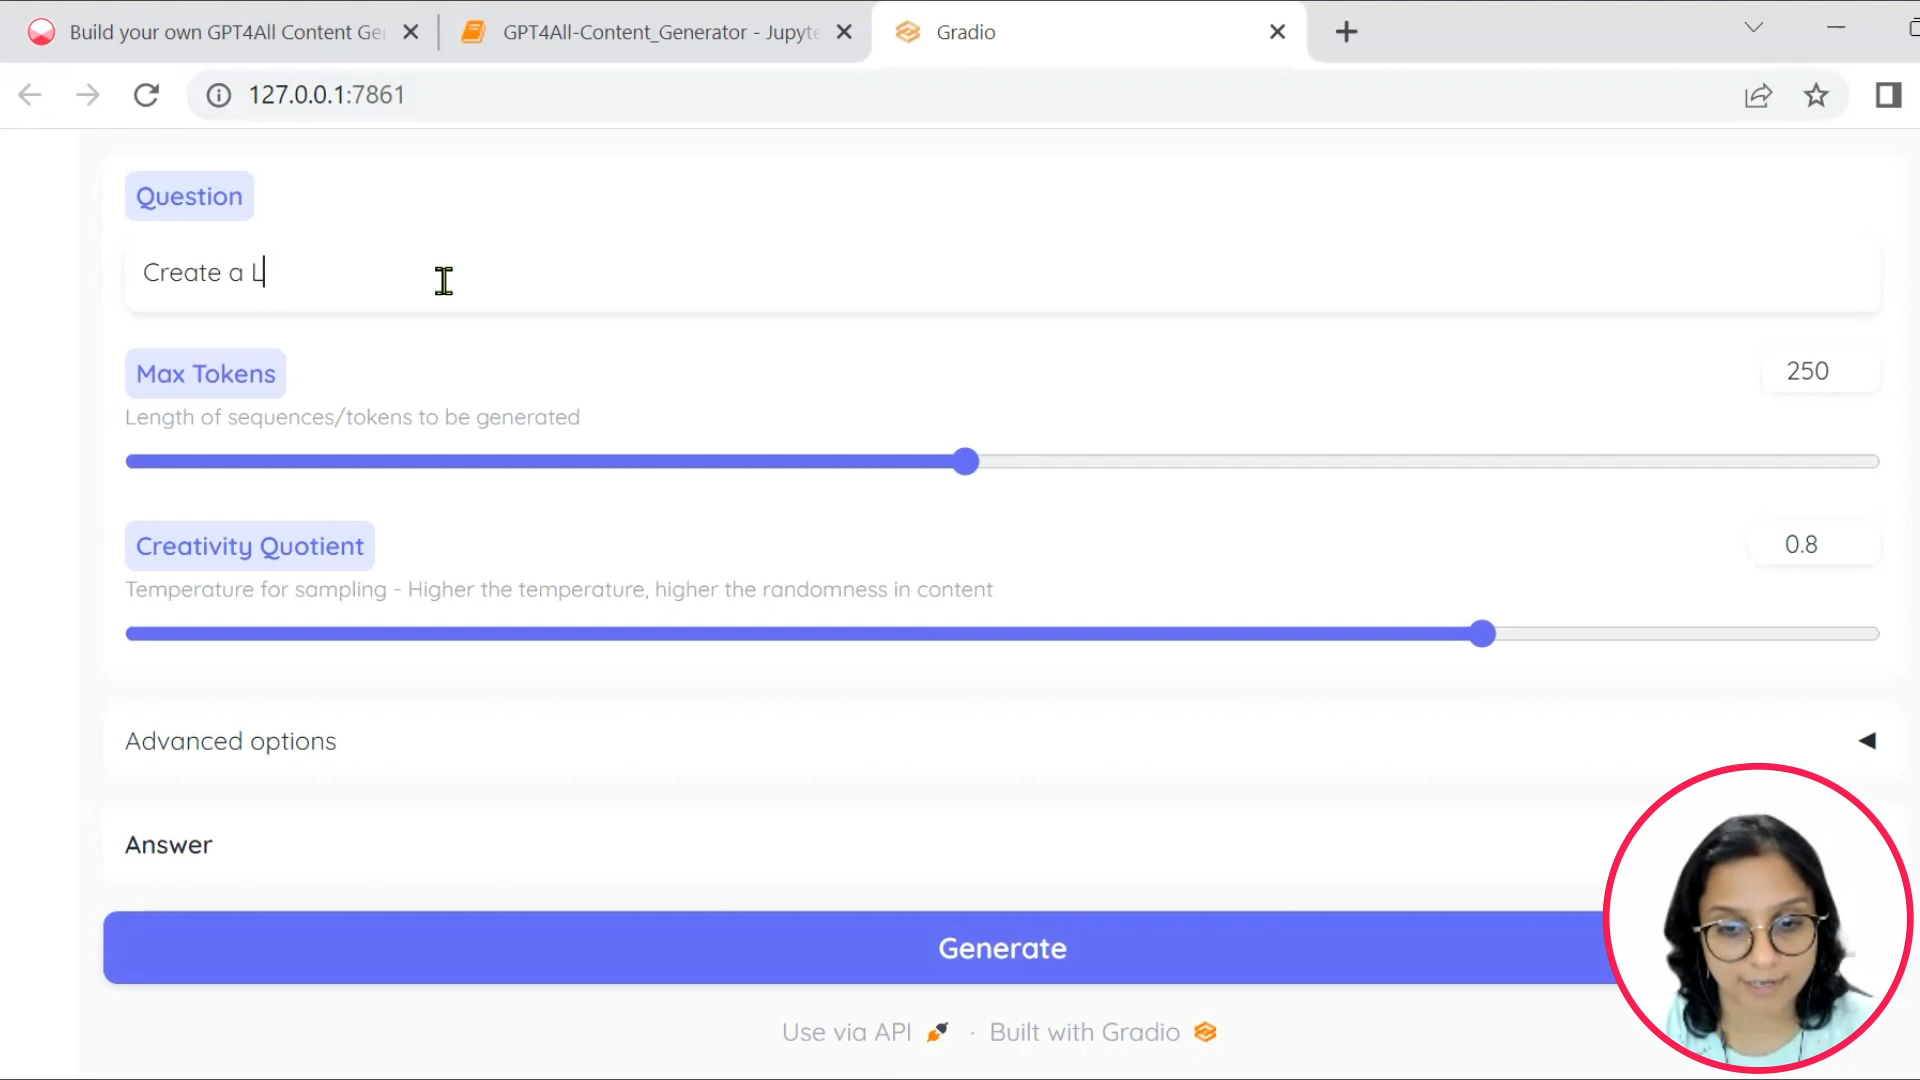 Build your own GPT4All Content Ge
GPT4All-Content_Generator - Jupyte
Gradio
127.0.0.1:7861
Question
Create a L
Max Tokens
250
Length of sequences/tokens to be generated
Creativity Quotient
0.8
Temperature for sampling - Higher the temperature, higher the randomness in content
Advanced options
Answer
Generate
Use via API · Built with Gradio